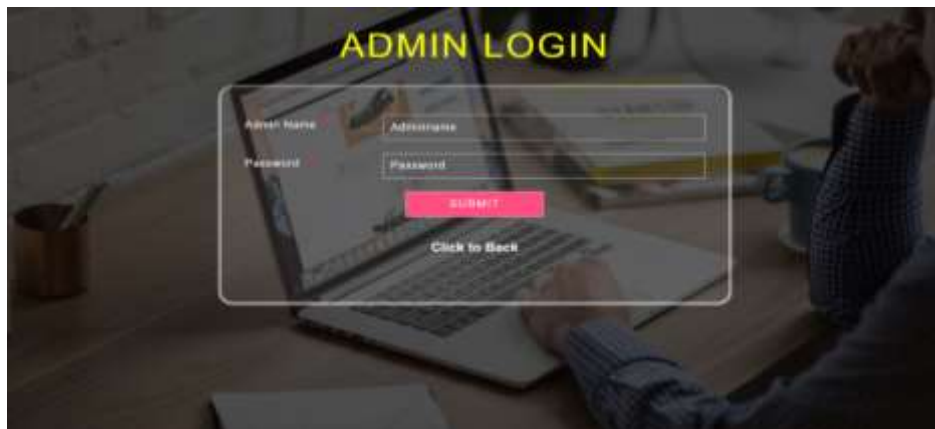 ADMIN LOGIN
Admin Name * Adminname
Password * Password
SUBMIT
Click to Back